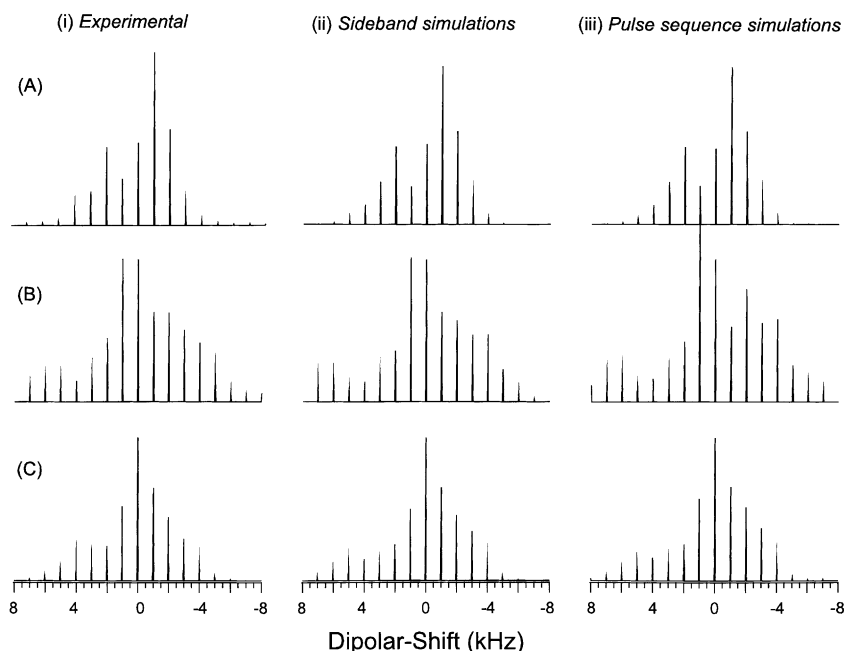 (i) Experimental
(ii) Sideband simulations
(iii) Pulse sequence simulations
(A)
(B)
(C)
8 4 0 -4 -8
8 4 0 -4 -8
8 4 0 -4 -8
Dipolar-Shift (kHz)